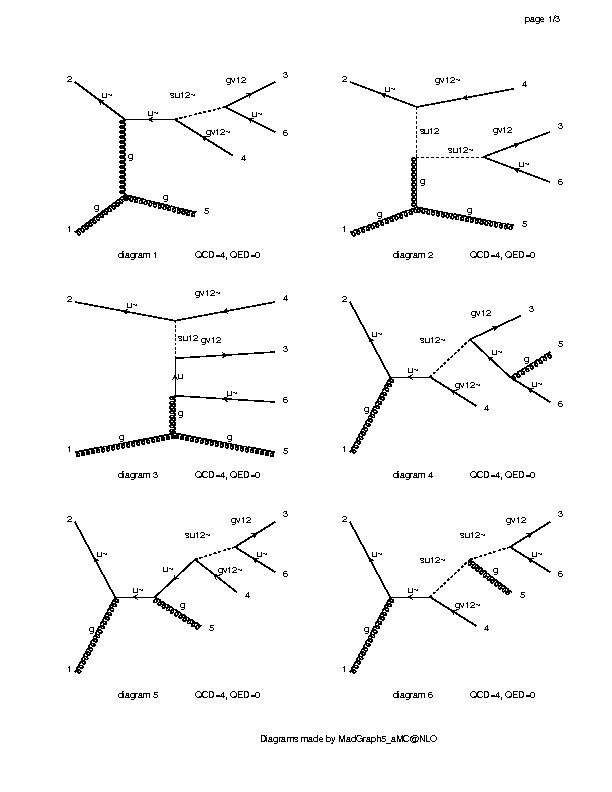 page 1/3
2 u~ su12~ gv12 3
u~ u~ 6
gv12~ 4
g
g g 5
1
diagram 1 QCD=4, QED=0
2 u~ gv12~ 4
su12 gv12 3
su12~ u~
6
g
g g 5
1
diagram 2 QCD=4, QED=0
2 u~ gv12~ 4
su12 gv12 3
u
u~ 6
g
1 g g 5
diagram 3 QCD=4, QED=0
2 gv12 3
u~ su12~ u~ g 5
u~ gv12~ u~ 6
g 4
1
diagram 4 QCD=4, QED=0
2 gv12 3
u~ su12~ u~
u~ gv12~ 6
u~ g 4
g 5
1
diagram 5 QCD=4, QED=0
2 gv12 3
u~ su12~ u~
g 6
u~ gv12~ 5
g 4
1
diagram 6 QCD=4, QED=0
Diagrams made by MadGraph5_aMC@NLO